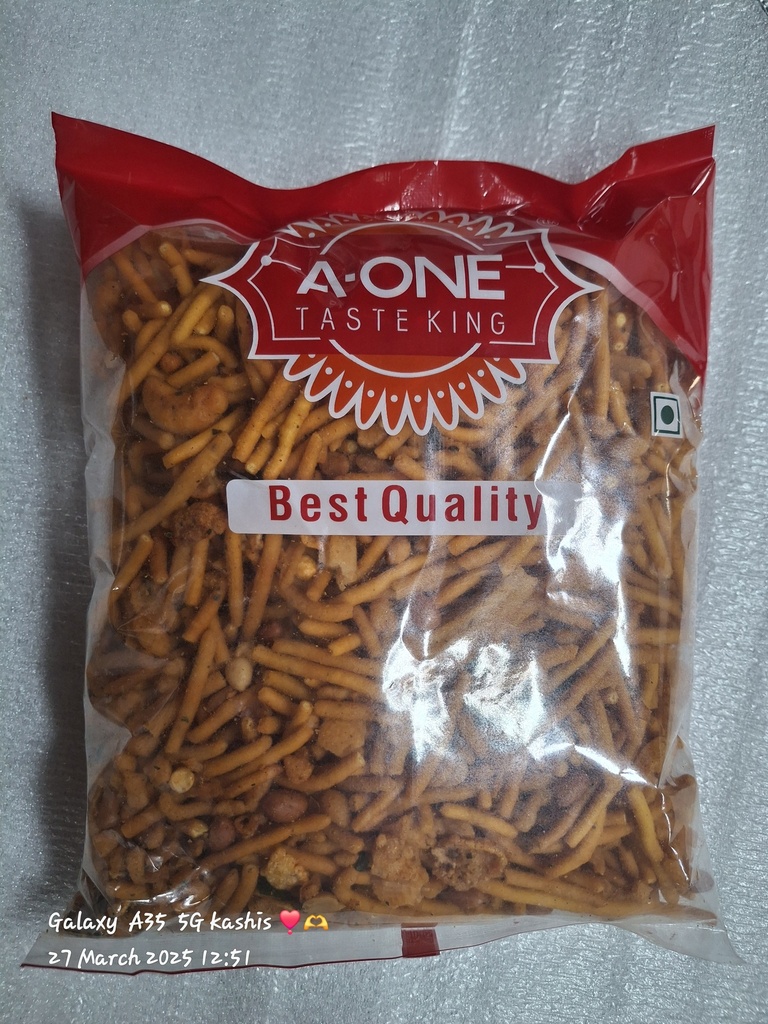 A-ONE
TASTE KING
Best Quality
Galaxy A35 5G kashis ❣️🫶
27 March 2025 12:51